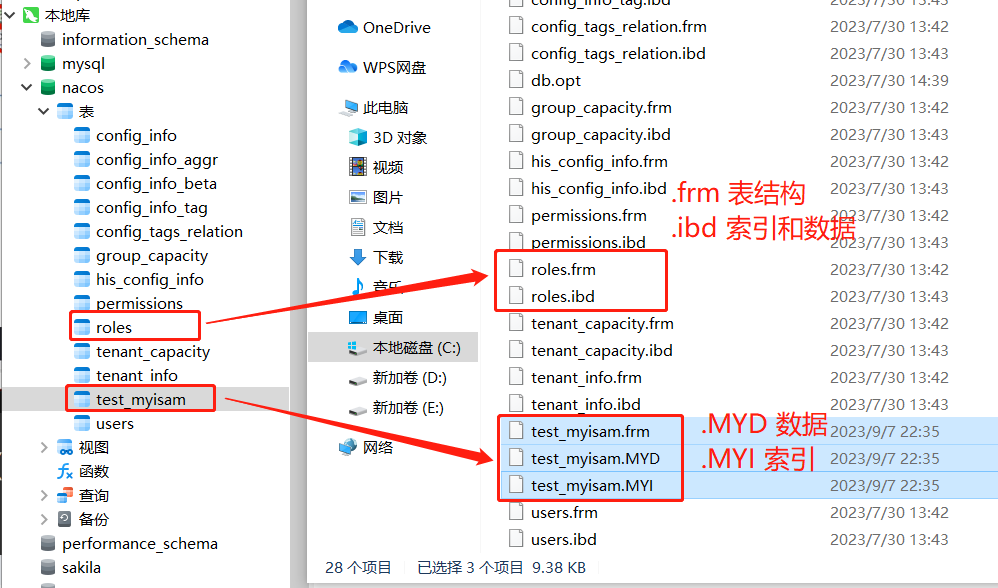 本地库
information_schema
mysql
nacos
表
config_info
config_info_aggr
config_info_beta
config_info_tag
config_tags_relation
group_capacity
his_config_info
permissions
roles
tenant_capacity
tenant_info
test_myisam
users
视图
函数
查询
备份
performance_schema
sakila
OneDrive
WPS网盘
此电脑
3D 对象
视频
图片
文档
下载
音乐
桌面
本地磁盘 (C:)
新加卷 (D:)
新加卷 (E:)
网络
config_info_tag.ibd 2023/7/30 13:43
config_tags_relation.frm 2023/7/30 13:42
config_tags_relation.ibd 2023/7/30 13:43
db.opt 2023/7/30 14:39
group_capacity.frm 2023/7/30 13:42
group_capacity.ibd 2023/7/30 13:43
his_config_info.frm 2023/7/30 13:42
his_config_info.ibd 2023/7/30 13:43
.frm 表结构
permissions.frm 2023/7/30 13:42
.ibd 索引和数据
permissions.ibd 2023/7/30 13:43
roles.frm 2023/7/30 13:42
roles.ibd 2023/7/30 13:43
tenant_capacity.frm 2023/7/30 13:42
tenant_capacity.ibd 2023/7/30 13:43
tenant_info.frm 2023/7/30 13:42
tenant_info.ibd 2023/7/30 13:43
.MYD 数据
test_myisam.frm 2023/9/7 22:35
test_myisam.MYD 2023/9/7 22:35
.MYI 索引
test_myisam.MYI 2023/9/7 22:35
users.frm 2023/7/30 13:42
users.ibd 2023/7/30 13:43
28 个项目 已选择 3 个项目 9.38 KB